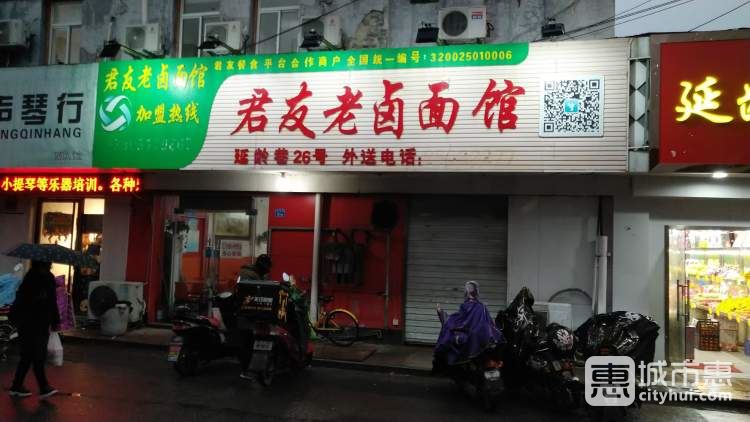 君友餐食平台合作商户 全国统一编号:320025010006
君友老卤面馆
加盟热线
君友老卤面馆
延龄巷26号 外送电话:
琴行
NGQINHANG
小提琴等乐器培训。各种
延龄
惠 城市惠
cityhui.com